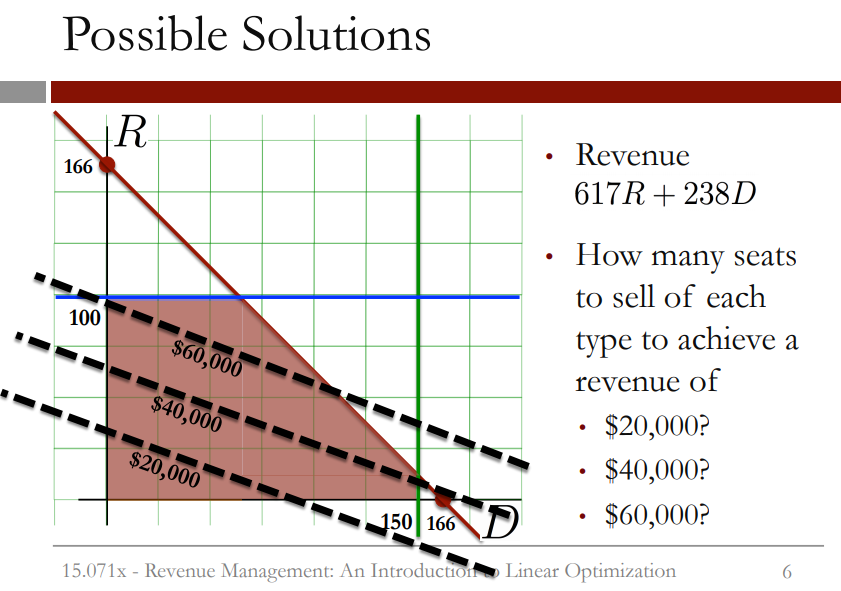 Possible Solutions
R
166
100
$60,000
$40,000
$20,000
150
166
D
• Revenue
617R + 238D
• How many seats
to sell of each
type to achieve a
revenue of
• $20,000?
• $40,000?
• $60,000?
15.071x - Revenue Management: An Introduction to Linear Optimization
6